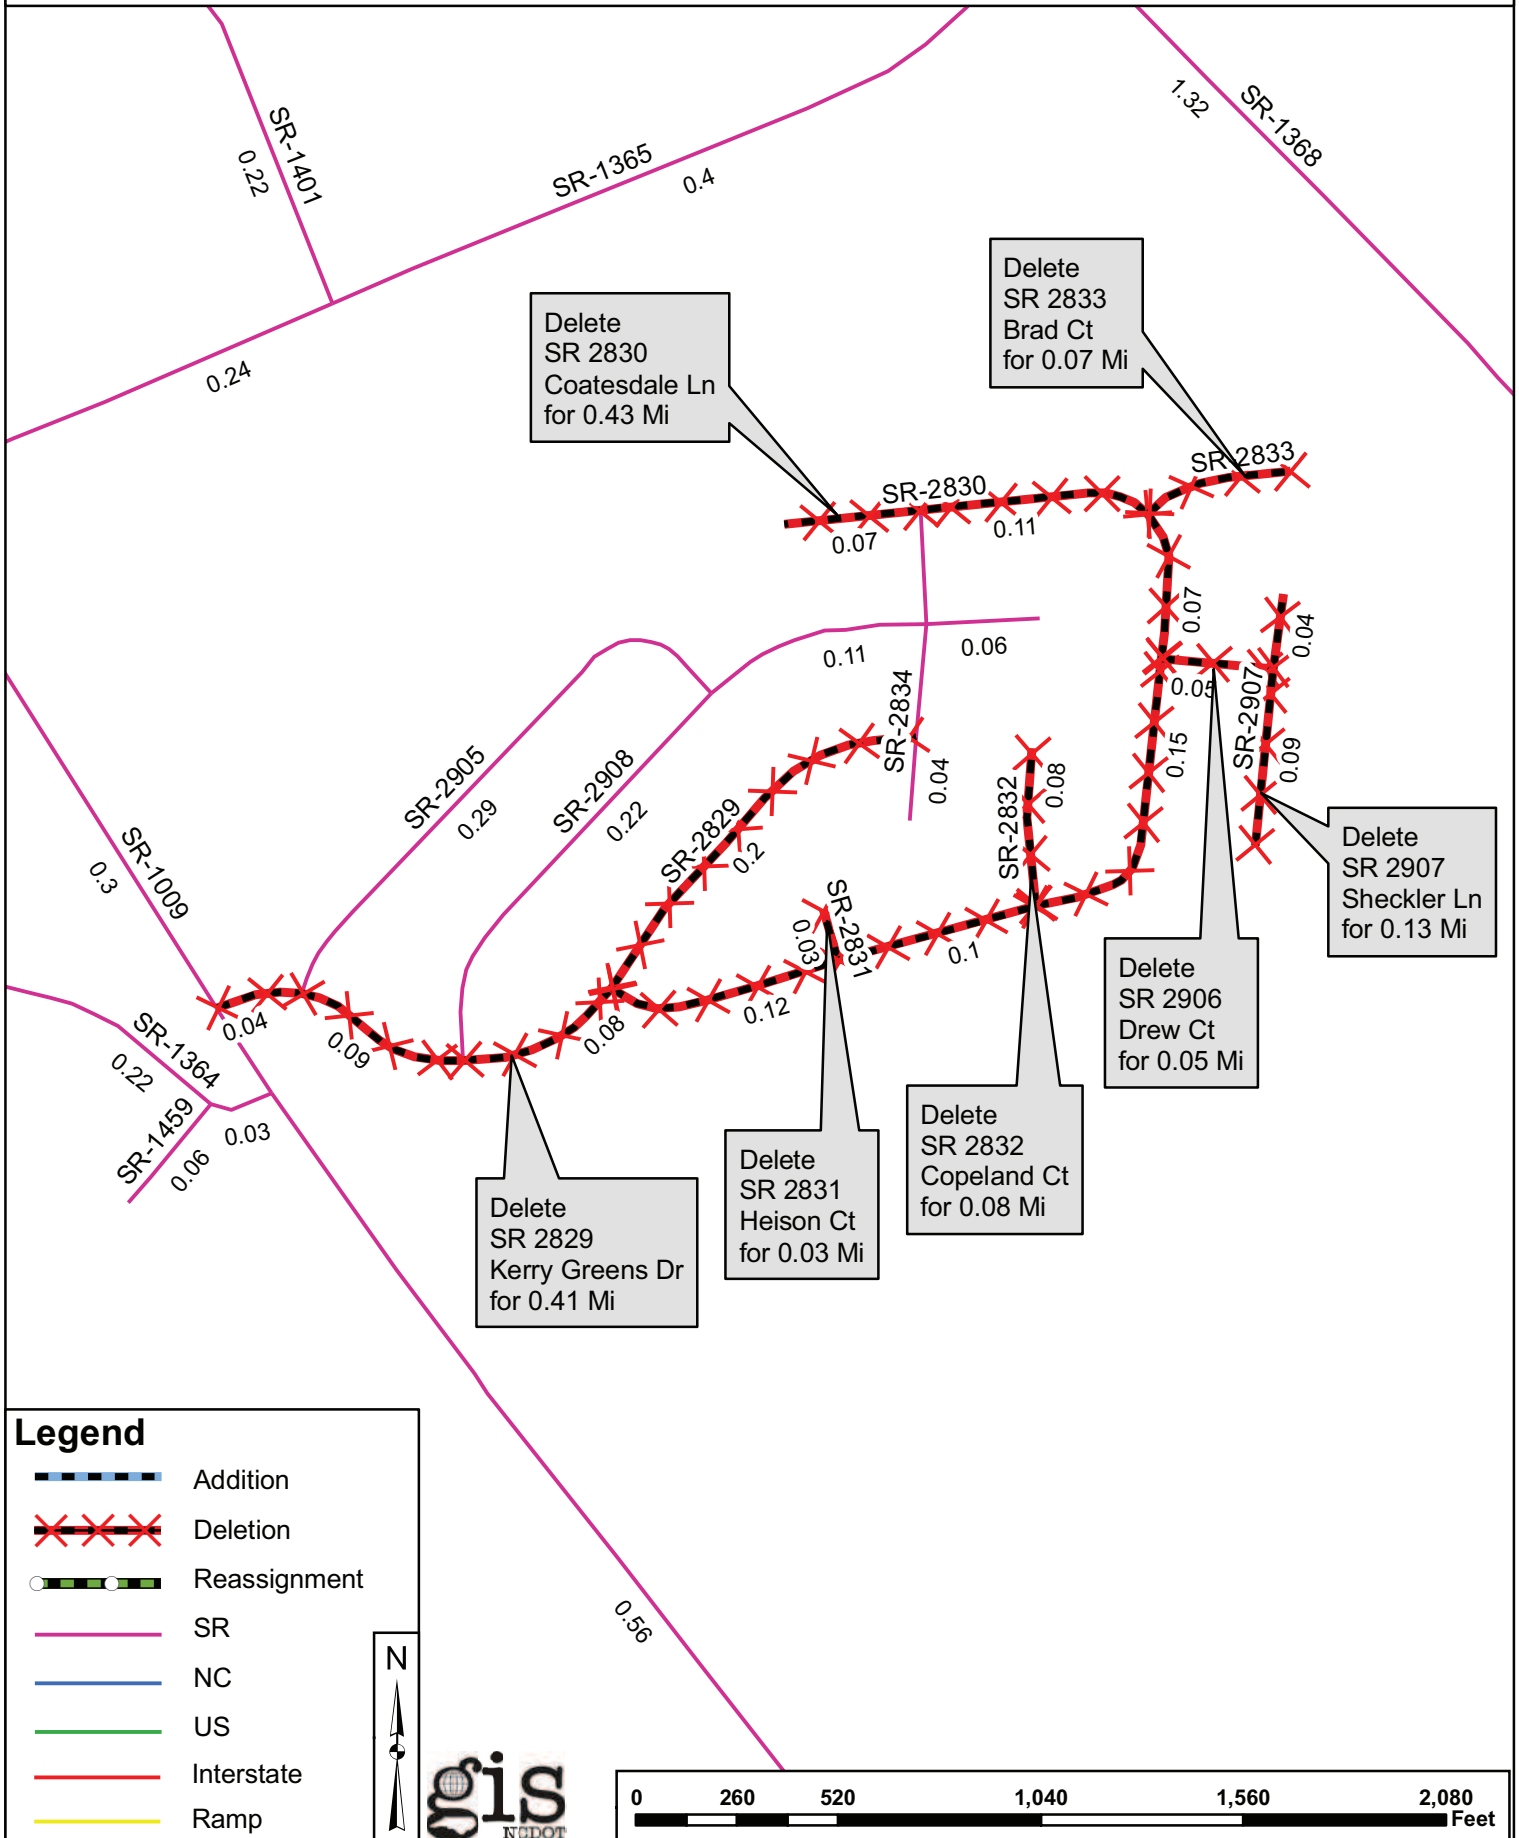 1.32
SR-1368
SR-1401
0.22
SR-1365
0.4
0.24
Delete
SR 2833
Brad Ct
for 0.07 Mi
Delete
SR 2830
Coatesdale Ln
for 0.43 Mi
SR-2833
SR-2830
0.07
0.11
0.07
0.04
0.05
SR-2907
0.09
0.15
0.11
0.06
SR-2834
0.04
SR-2905
0.29
SR-2908
0.22
SR-2829
0.2
SR-2832
0.08
SR-1009
0.3
SR-2831
0.03
0.1
0.12
0.08
0.04
0.09
SR-1364
0.22
SR-1459
0.06
0.03
Delete
SR 2907
Sheckler Ln
for 0.13 Mi
Delete
SR 2906
Drew Ct
for 0.05 Mi
Delete
SR 2832
Copeland Ct
for 0.08 Mi
Delete
SR 2831
Heison Ct
for 0.03 Mi
Delete
SR 2829
Kerry Greens Dr
for 0.41 Mi
0.56
Legend
Addition
Deletion
Reassignment
SR
NC
US
Interstate
Ramp
N
gis
NCDOT
0 260 520 1,040 1,560 2,080
Feet